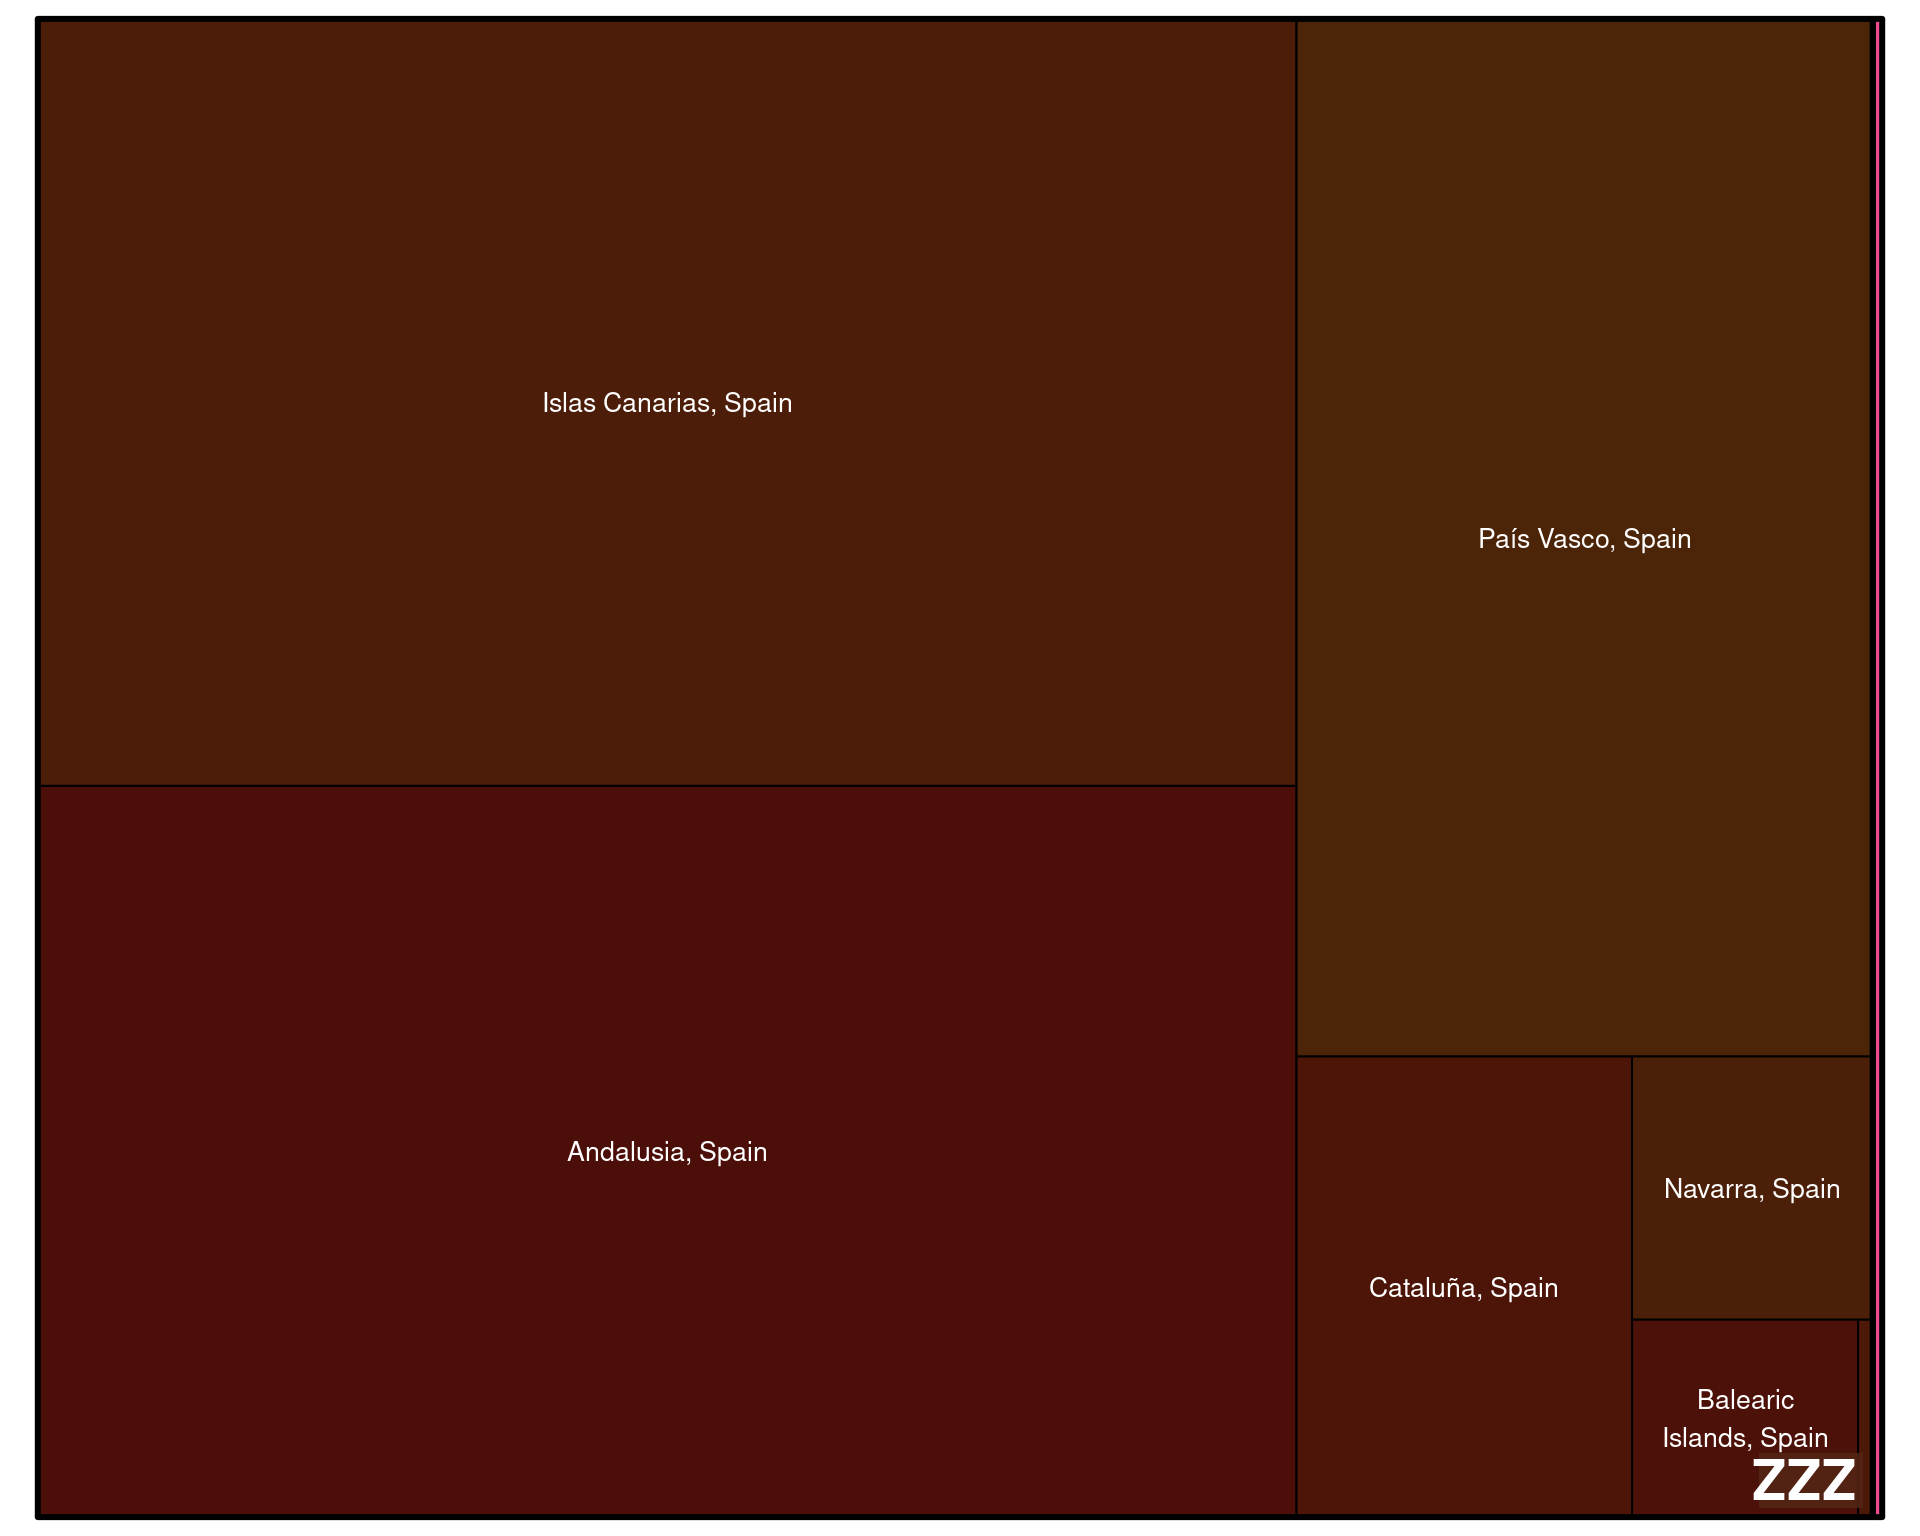 Islas Canarias, Spain
País Vasco, Spain
Andalusia, Spain
Navarra, Spain
Cataluña, Spain
Balearic
Islands, Spain
ZZZ